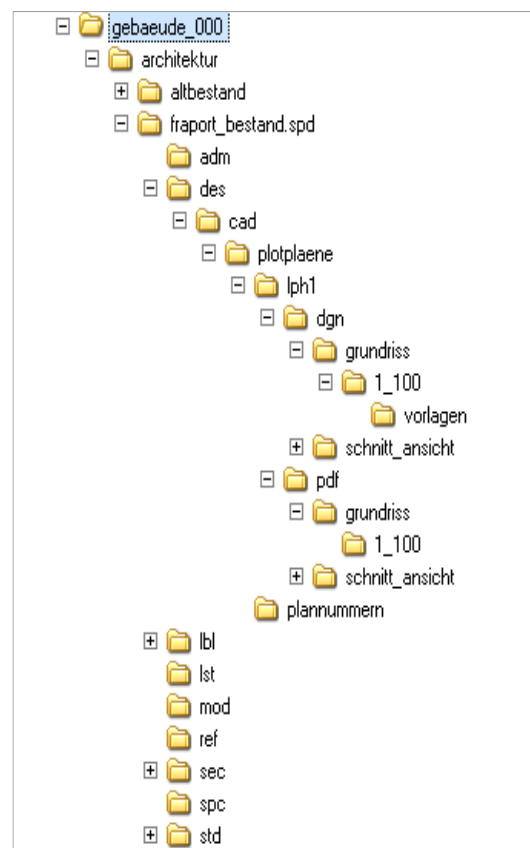 gebaeude_000
architektur
altbestand
fraport_bestand.spd
adm
des
cad
plotplaene
lph1
dgn
grundriss
1_100
vorlagen
schnitt_ansicht
pdf
grundriss
1_100
schnitt_ansicht
plannummern
lbl
lst
mod
ref
sec
spc
std